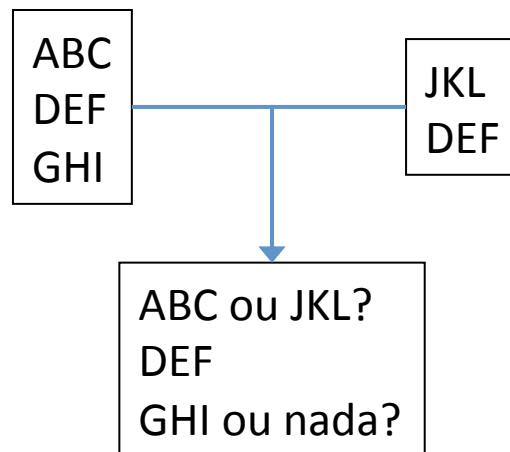 ABC
DEF
GHI
JKL
DEF
ABC ou JKL?
DEF
GHI ou nada?